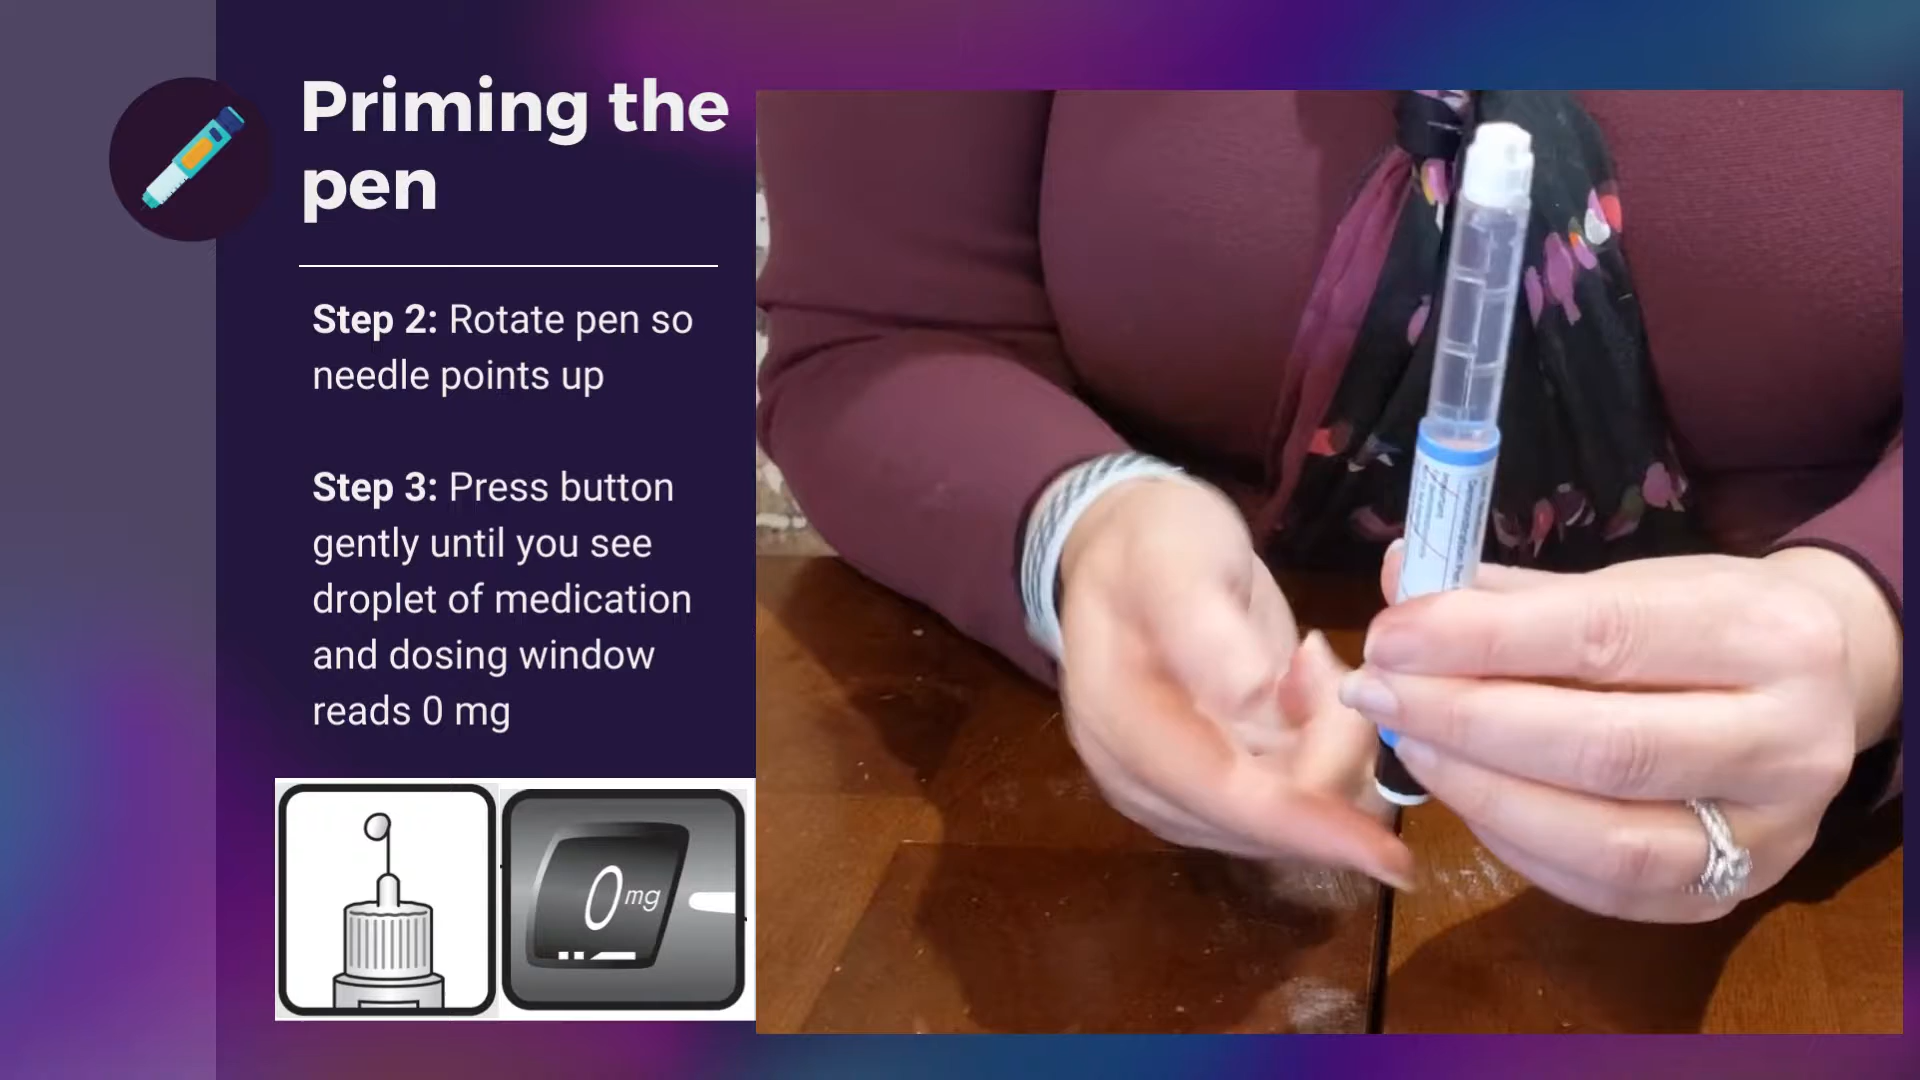 Priming the
pen
Step 2: Rotate pen so
needle points up
Step 3: Press button
gently until you see
droplet of medication
and dosing window
reads 0 mg
0 mg